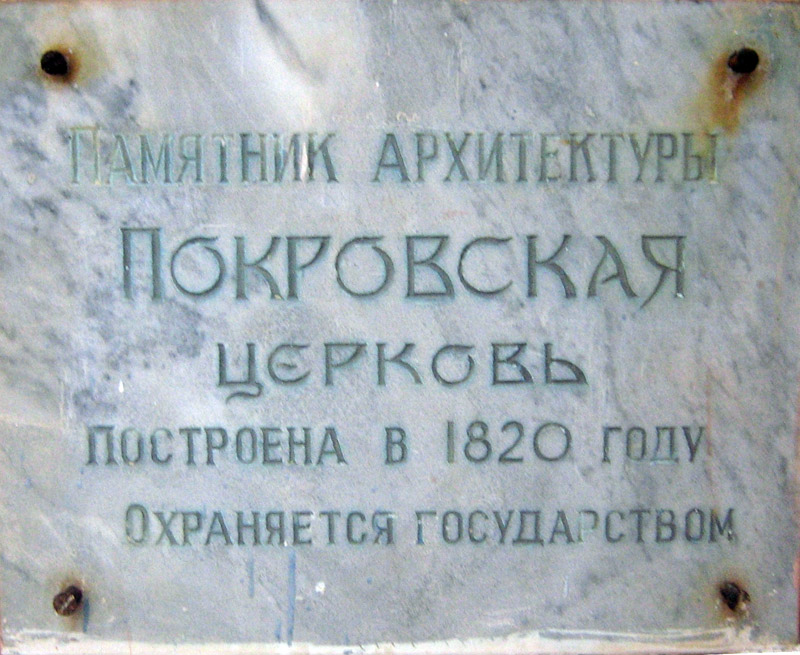 Памятник архитектуры
Покровская
церковь
построена в 1820 году
Охраняется государством